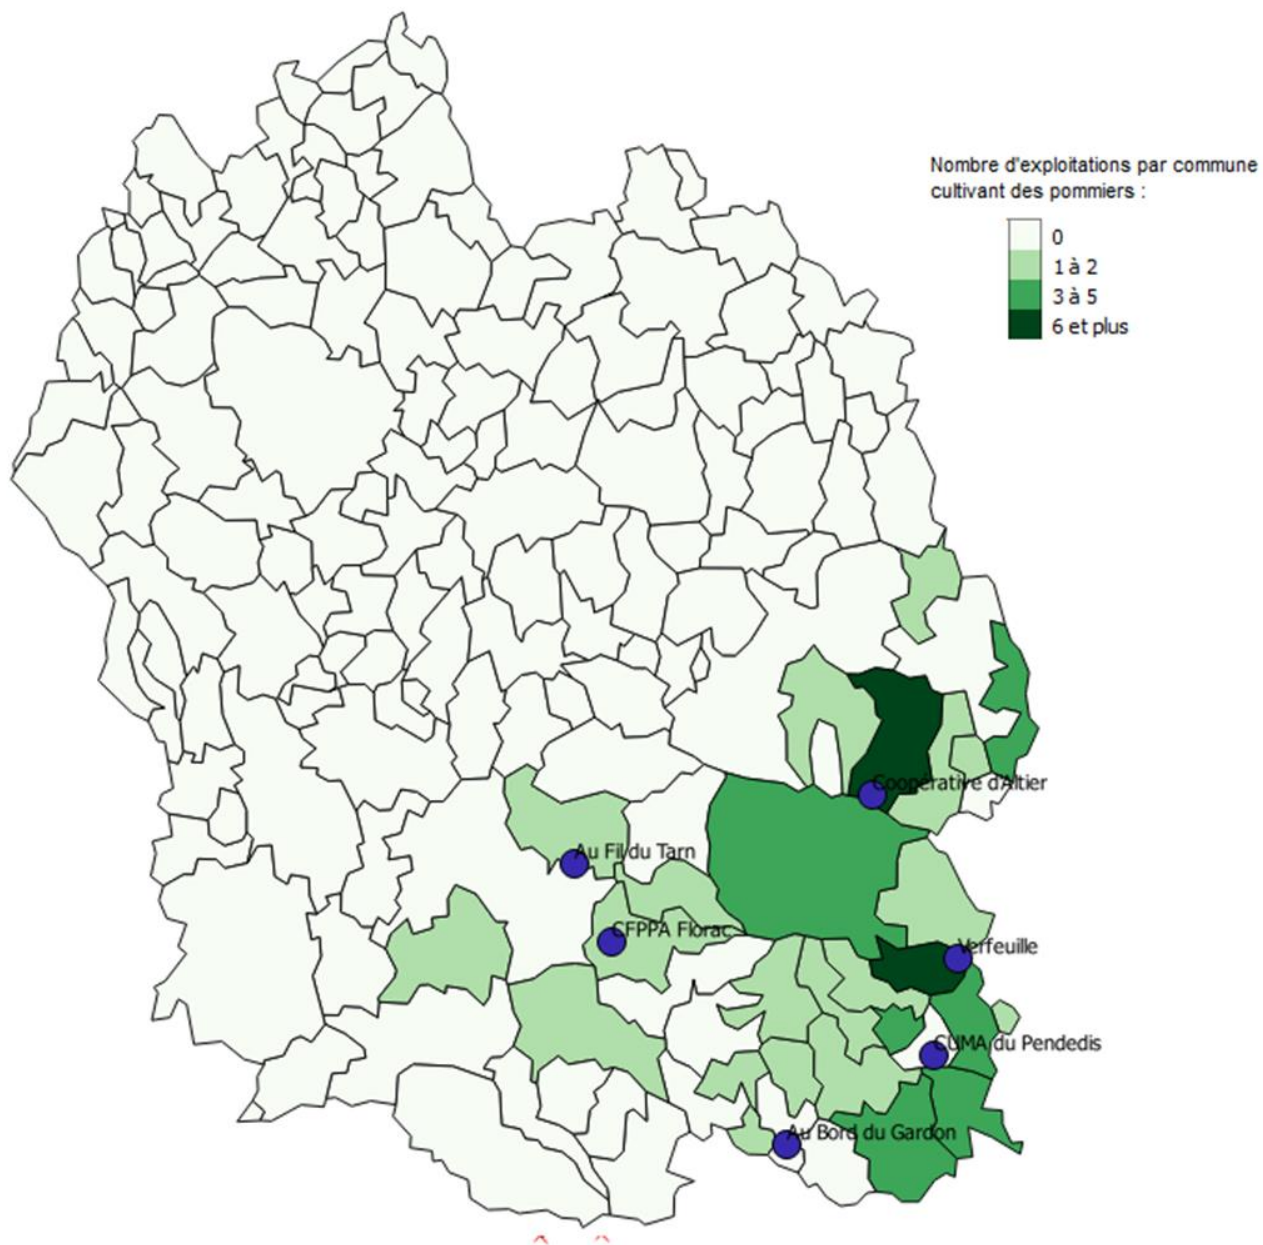 Nombre d'exploitations par commune
cultivant des pommiers :
0
1 à 2
3 à 5
6 et plus
Coopérative d'Altier
Au Fil du Tarn
CFPPA Florac
Verfeuille
CUMA du Pendedis
Au Bord du Gardon